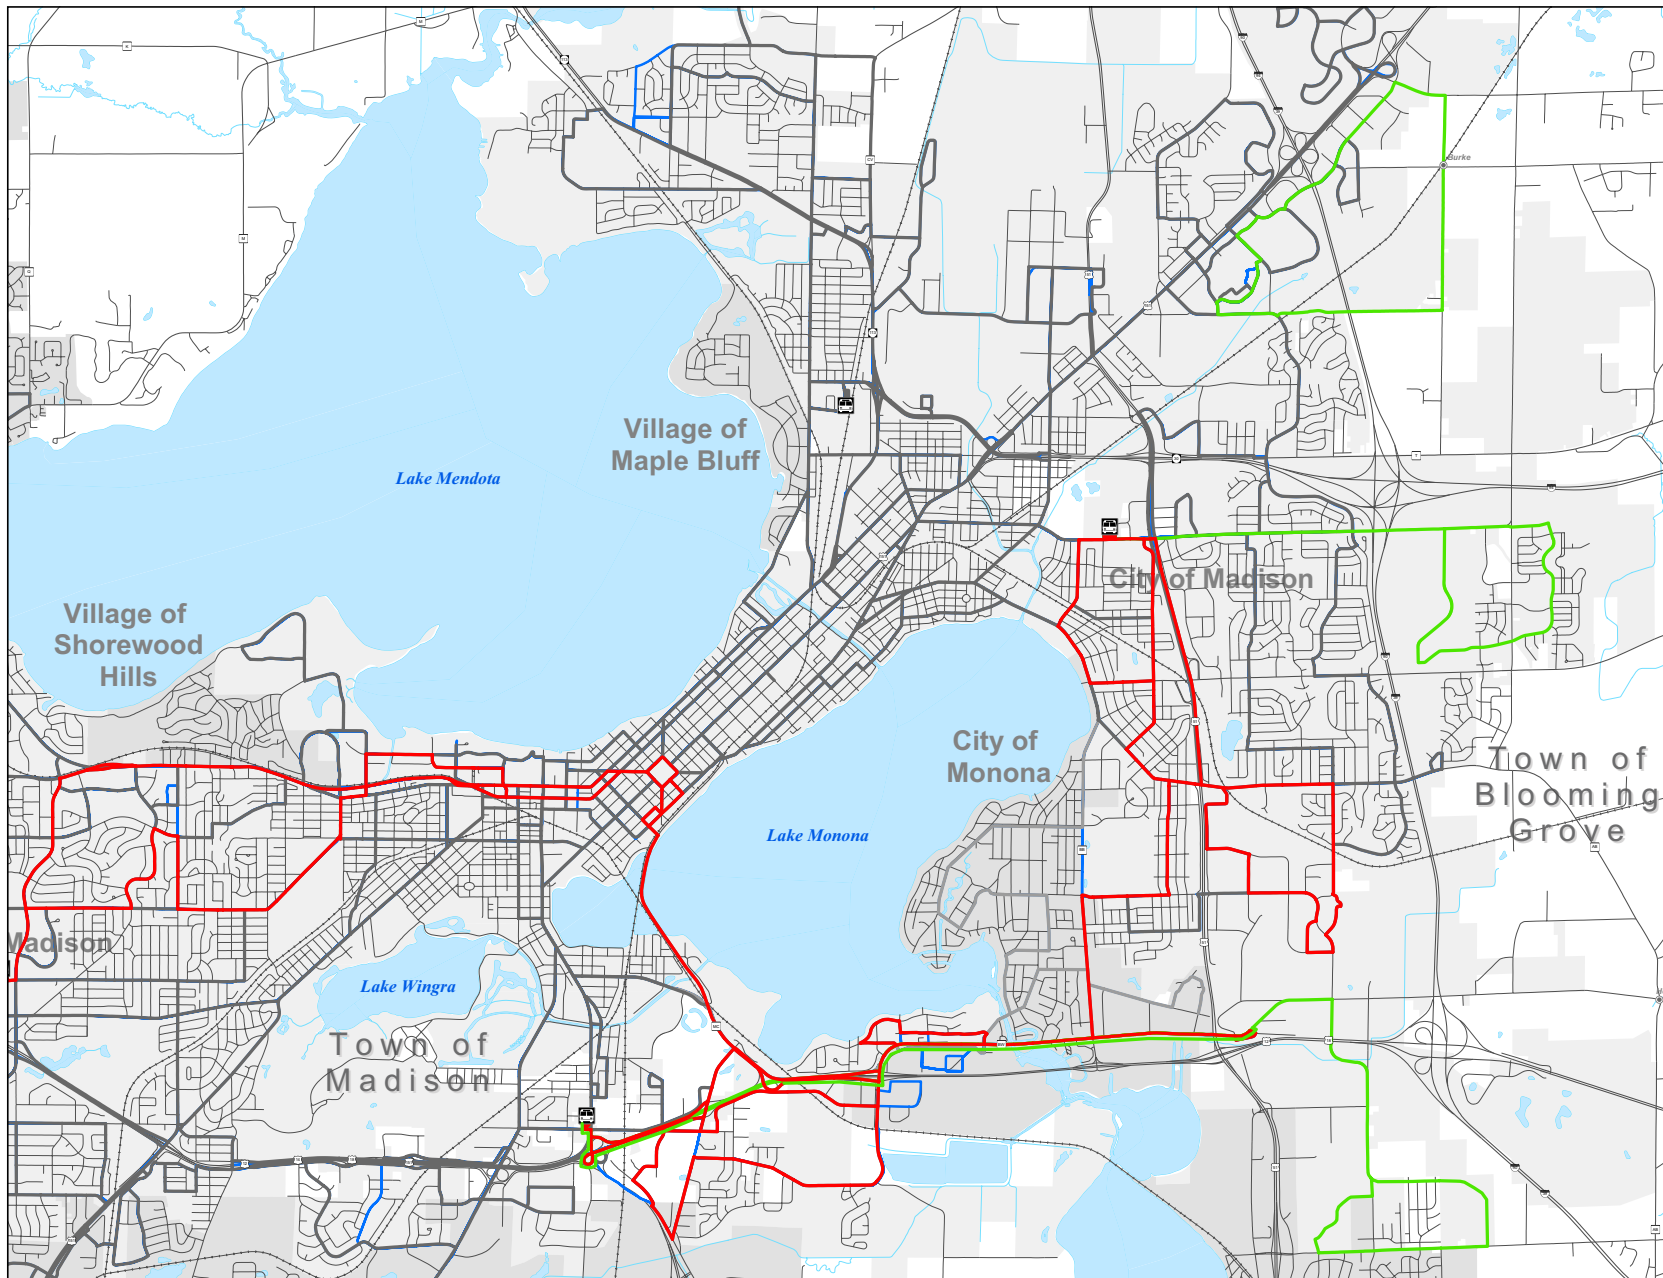 Burke
Village of
Maple Bluff
Lake Mendota
City of Madison
Village of
Shorewood
Hills
City of
Monona
Town of
Blooming
Grove
Lake Monona
Madison
Lake Wingra
Town of
Madison